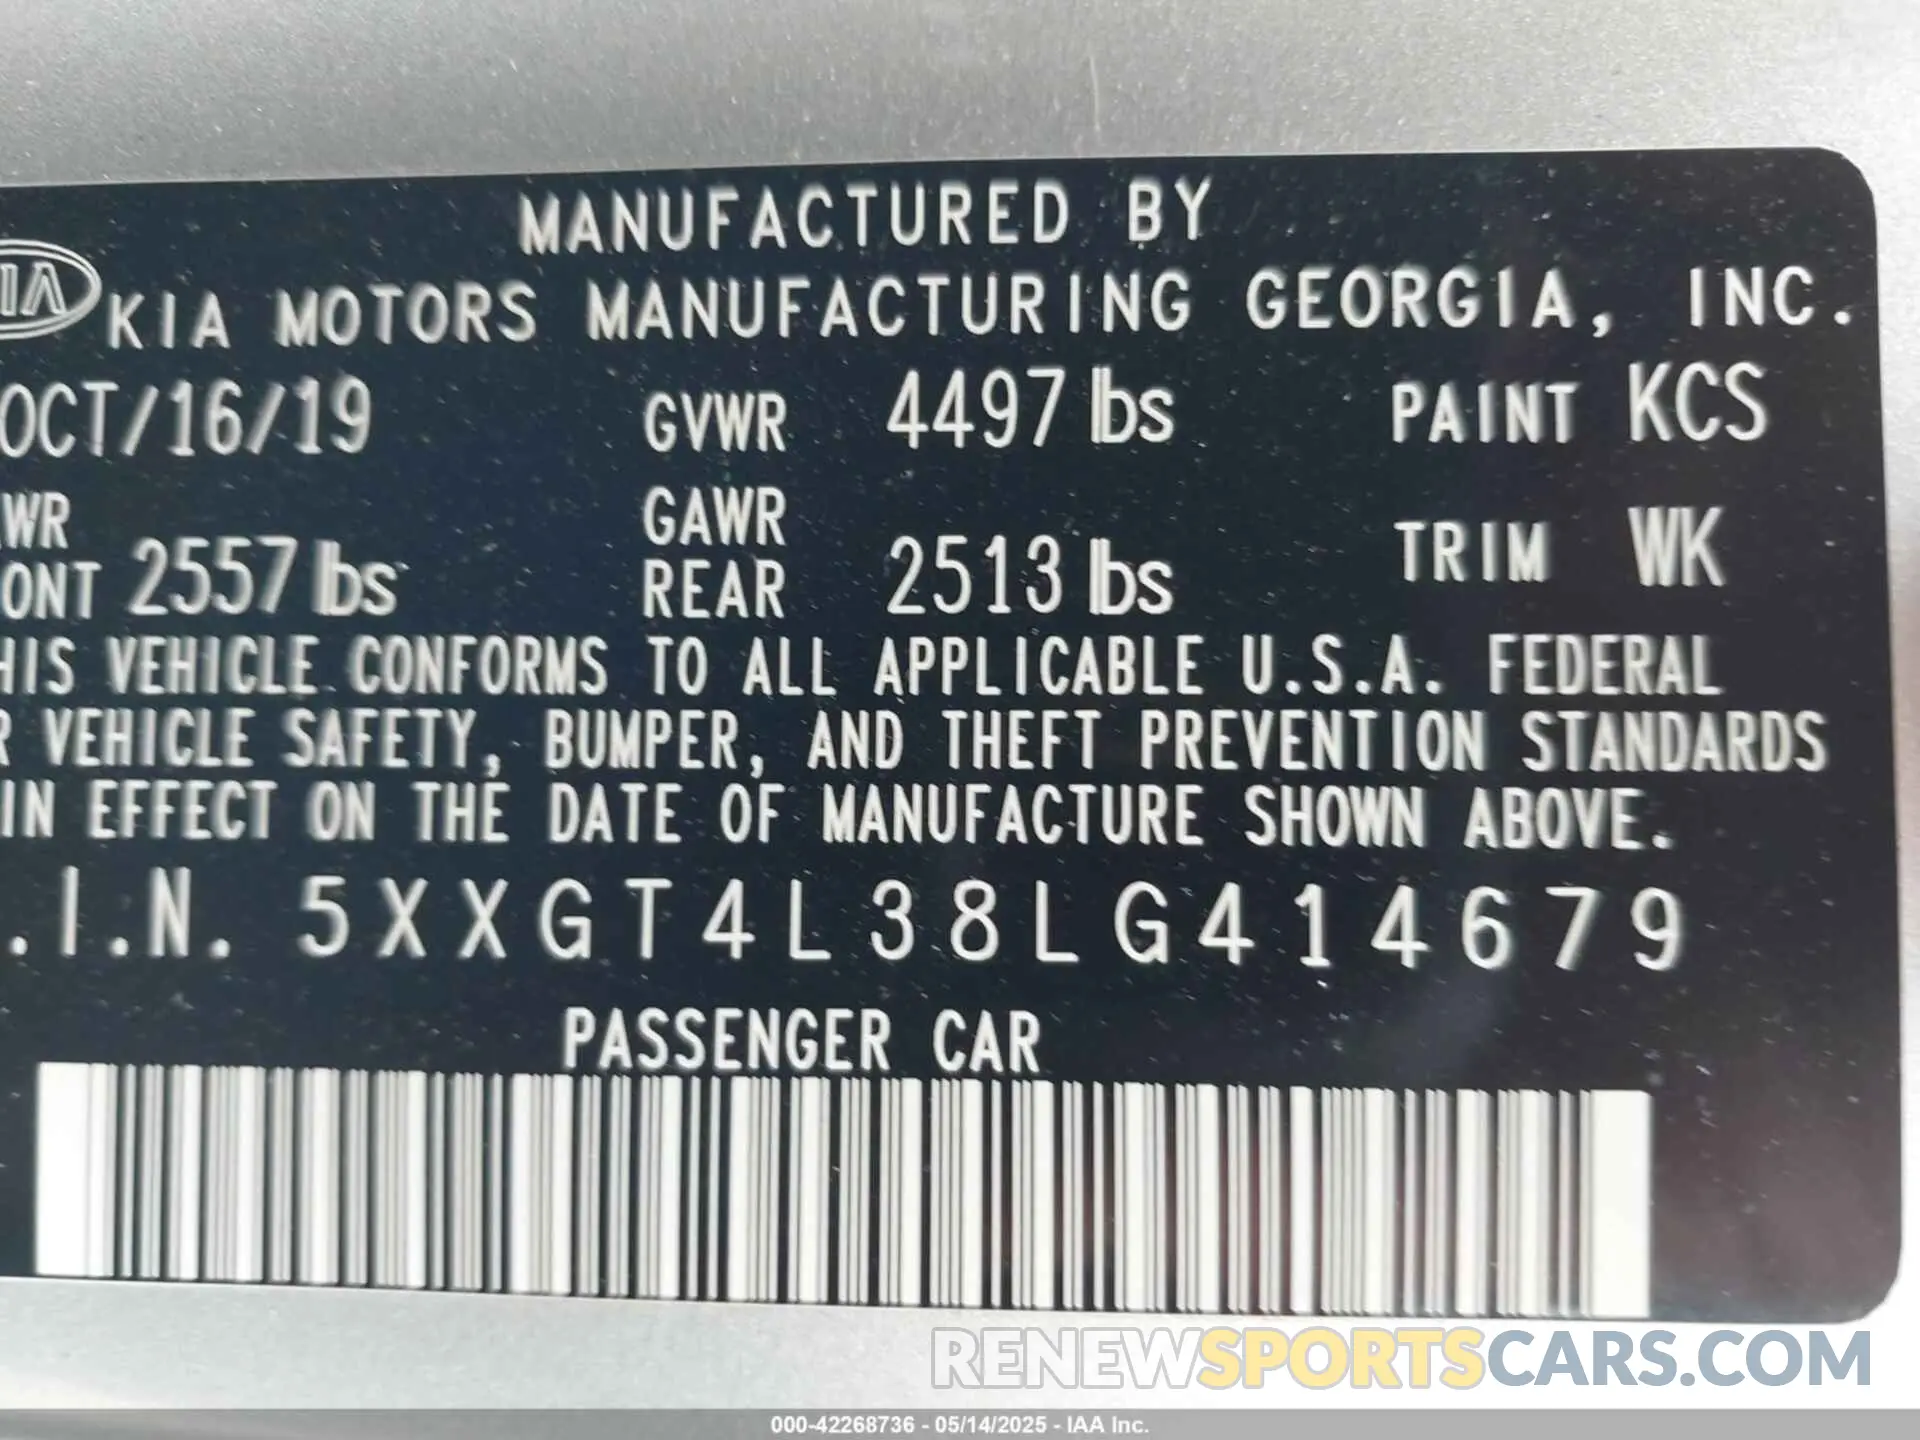 MANUFACTURED BY
KIA MOTORS MANUFACTURING GEORGIA, INC.
OCT/16/19 GVWR 4497 lbs PAINT KCS
WR GAWR
ONT 2557 lbs REAR 2513 lbs TRIM WK
HIS VEHICLE CONFORMS TO ALL APPLICABLE U.S.A. FEDERAL
R VEHICLE SAFETY, BUMPER, AND THEFT PREVENTION STANDARDS
IN EFFECT ON THE DATE OF MANUFACTURE SHOWN ABOVE.
.I.N. 5XXGT4L38LG414679
PASSENGER CAR
RENEWSPORTSCARS.COM
000-42268736 - 05/14/2025 - IAA Inc.